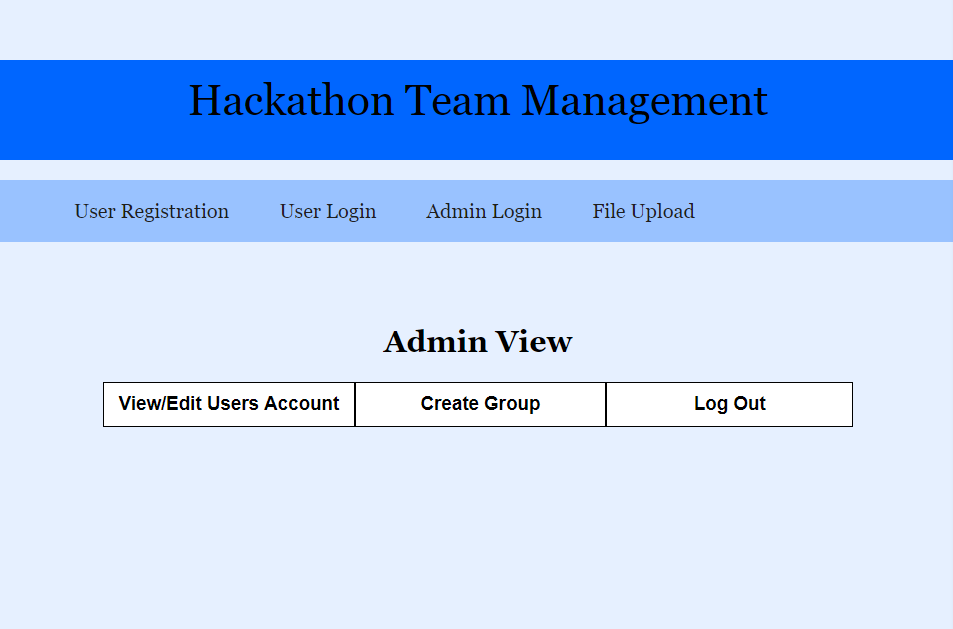 Hackathon Team Management
User Registration User Login Admin Login File Upload
Admin View
View/Edit Users Account Create Group Log Out